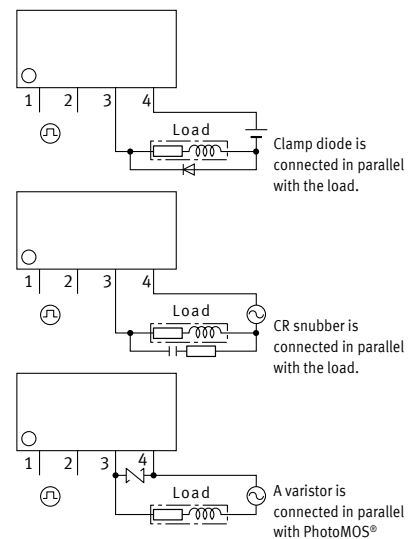 1 2 3 4
Load
Clamp diode is
connected in parallel
with the load.
1 2 3 4
Load
CR snubber is
connected in parallel
with the load.
1 2 3 4
Load
A varistor is
connected in parallel
with PhotoMOS®